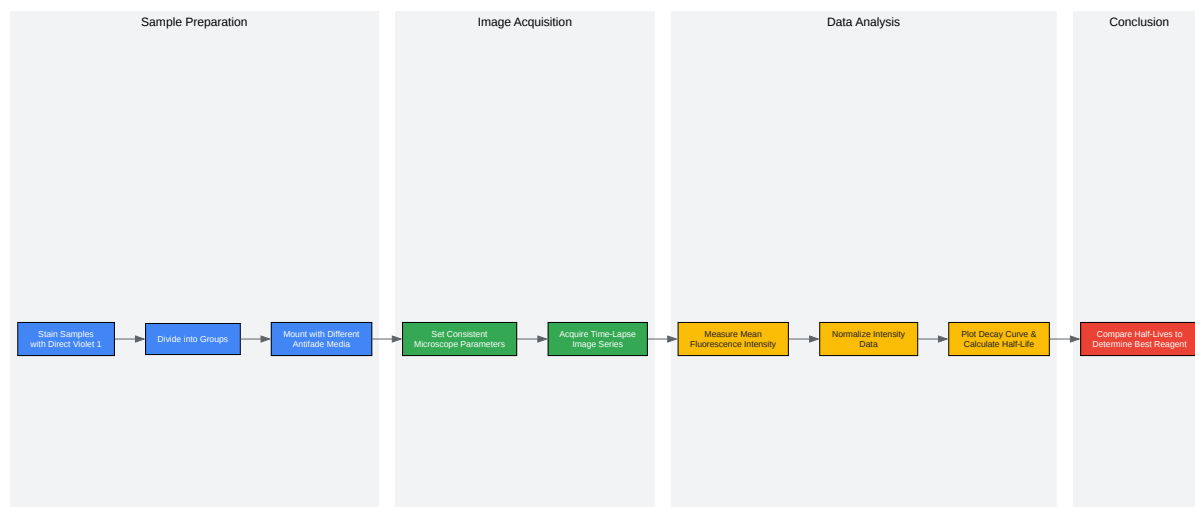 Sample Preparation
Image Acquisition
Data Analysis
Conclusion
Stain Samples
with Direct Violet 1
Divide into Groups
Mount with Different
Antifade Media
Set Consistent
Microscope Parameters
Acquire Time-Lapse
Image Series
Measure Mean
Fluorescence Intensity
Normalize Intensity
Data
Plot Decay Curve &
Calculate Half-Life
Compare Half-Lives to
Determine Best Reagent